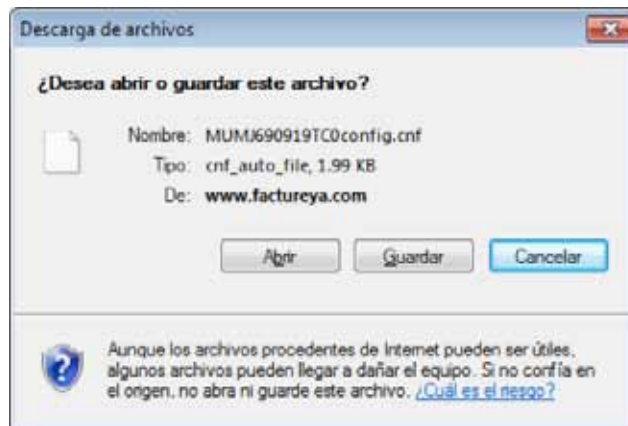 Descarga de archivos
¿Desea abrir o guardar este archivo?
Nombre: MUMJ690919TC0config.cnf
Tipo: cnf_auto_file, 1.99 KB
De: www.factureya.com
Abrir Guardar Cancelar
Aunque los archivos procedentes de Internet pueden ser útiles,
algunos archivos pueden llegar a dañar el equipo. Si no confía en
el origen, no abra ni guarde este archivo. ¿Cuál es el riesgo?